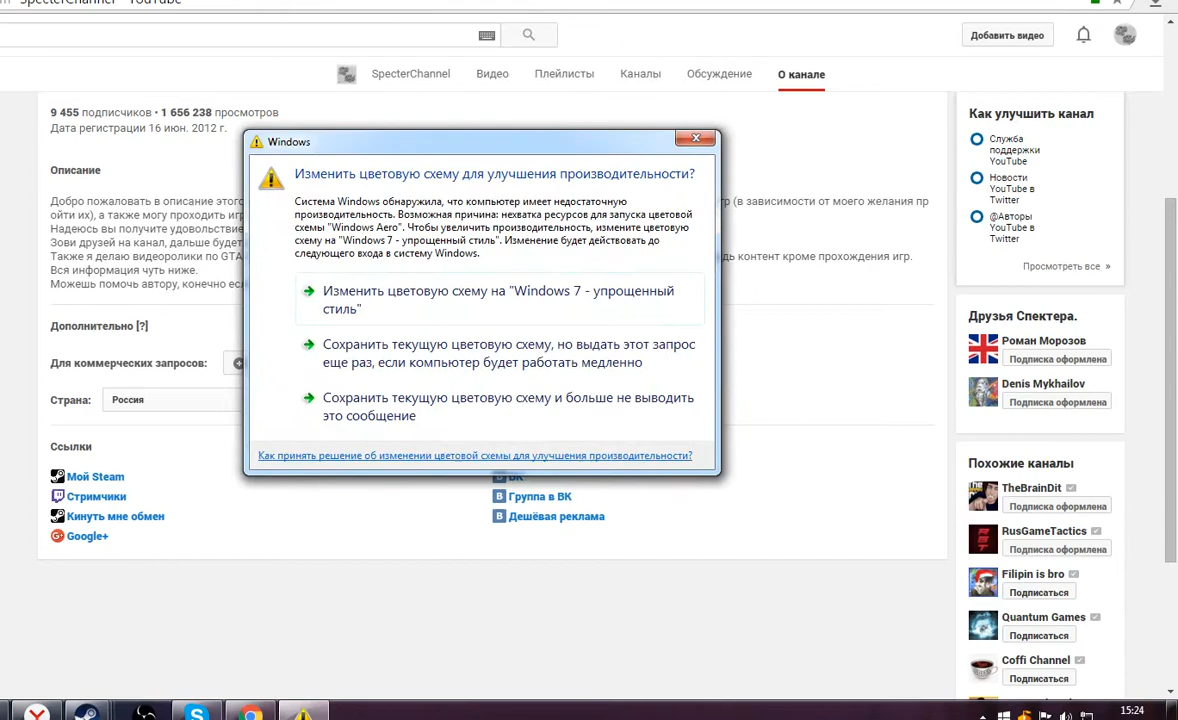 SpecterChannel - YouTube
Добавить видео
SpecterChannel Видео Плейлисты Каналы Обсуждение О канале
9 455 подписчиков • 1 656 238 просмотров
Дата регистрации 16 июн. 2012 г.
Описание
Добро пожаловать в описание этого
р (в зависимости от моего желания пр
ойти их), а также могу проходить игр
Надеюсь вы получите удовольствие
Зови друзей на канал, дальше будет
Также я делаю видеоролики по GTA
дь контент кроме прохождения игр.
Вся информация чуть ниже.
Можешь помочь автору, конечно есл
Дополнительно [?]
Для коммерческих запросов:
Страна: Россия
Ссылки
Мой Steam
Стримчики
Кинуть мне обмен
Google+
ВК
Группа в ВК
Дешёвая реклама
Windows
Изменить цветовую схему для улучшения производительности?
Система Windows обнаружила, что компьютер имеет недостаточную
производительность. Возможная причина: нехватка ресурсов для запуска цветовой
схемы "Windows Aero". Чтобы увеличить производительность, измените цветовую
схему на "Windows 7 - упрощенный стиль". Изменение будет действовать до
следующего входа в систему Windows.
Изменить цветовую схему на "Windows 7 - упрощенный
стиль"
Сохранить текущую цветовую схему, но выдать этот запрос
еще раз, если компьютер будет работать медленно
Сохранить текущую цветовую схему и больше не выводить
это сообщение
Как принять решение об изменении цветовой схемы для улучшения производительности?
Как улучшить канал
Служба
поддержки
YouTube
Новости
YouTube в
Twitter
@Авторы
YouTube в
Twitter
Просмотреть все »
Друзья Спектера.
Роман Морозов
Подписка оформлена
Denis Mykhailov
Подписка оформлена
Похожие каналы
TheBrainDit
Подписка оформлена
RusGameTactics
Подписка оформлена
Filipin is bro
Подписаться
Quantum Games
Подписаться
Coffi Channel
Подписаться
15:24